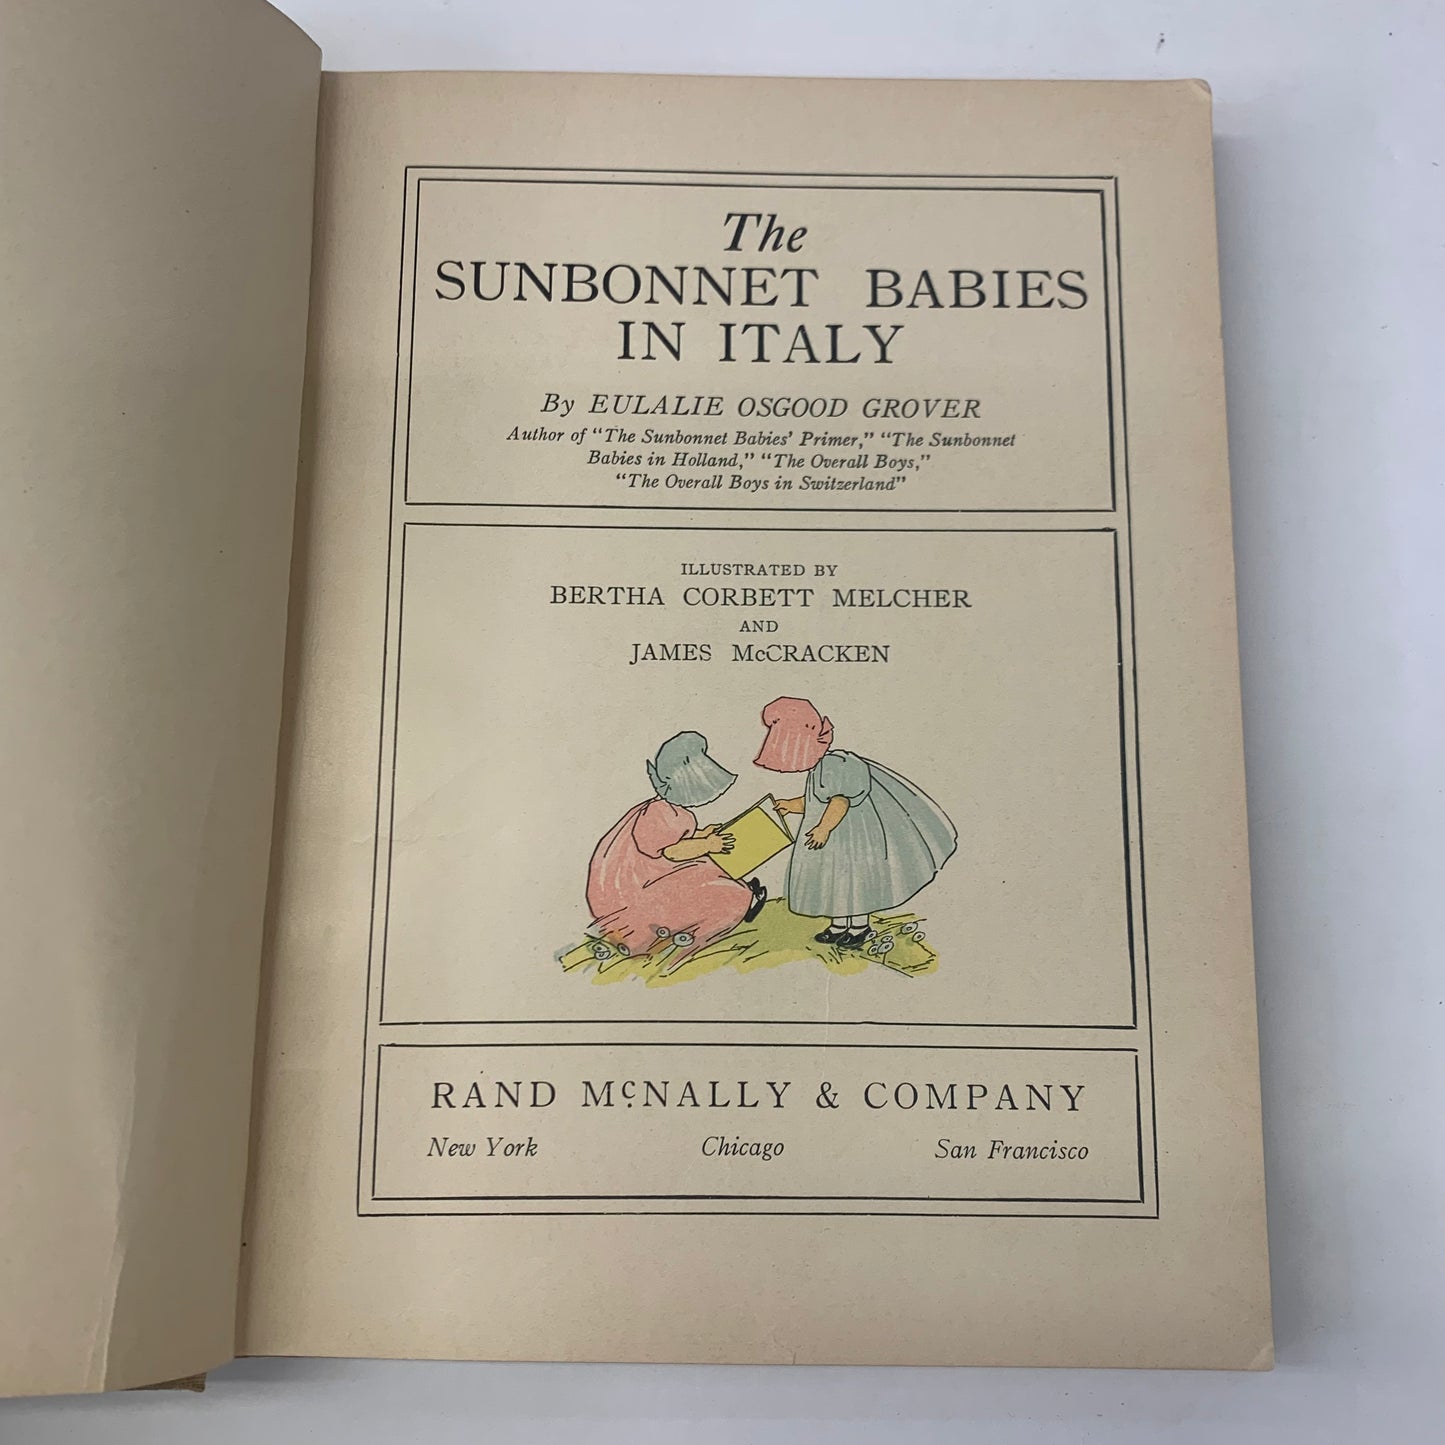 The
SUNBONNET BABIES
IN ITALY
By EULALIE OSGOOD GROVER
Author of "The Sunbonnet Babies' Primer," "The Sunbonnet
Babies in Holland," "The Overall Boys,"
"The Overall Boys in Switzerland"
ILLUSTRATED BY
BERTHA CORBETT MELCHER
AND
JAMES McCRACKEN
RAND McNALLY & COMPANY
New York Chicago San Francisco